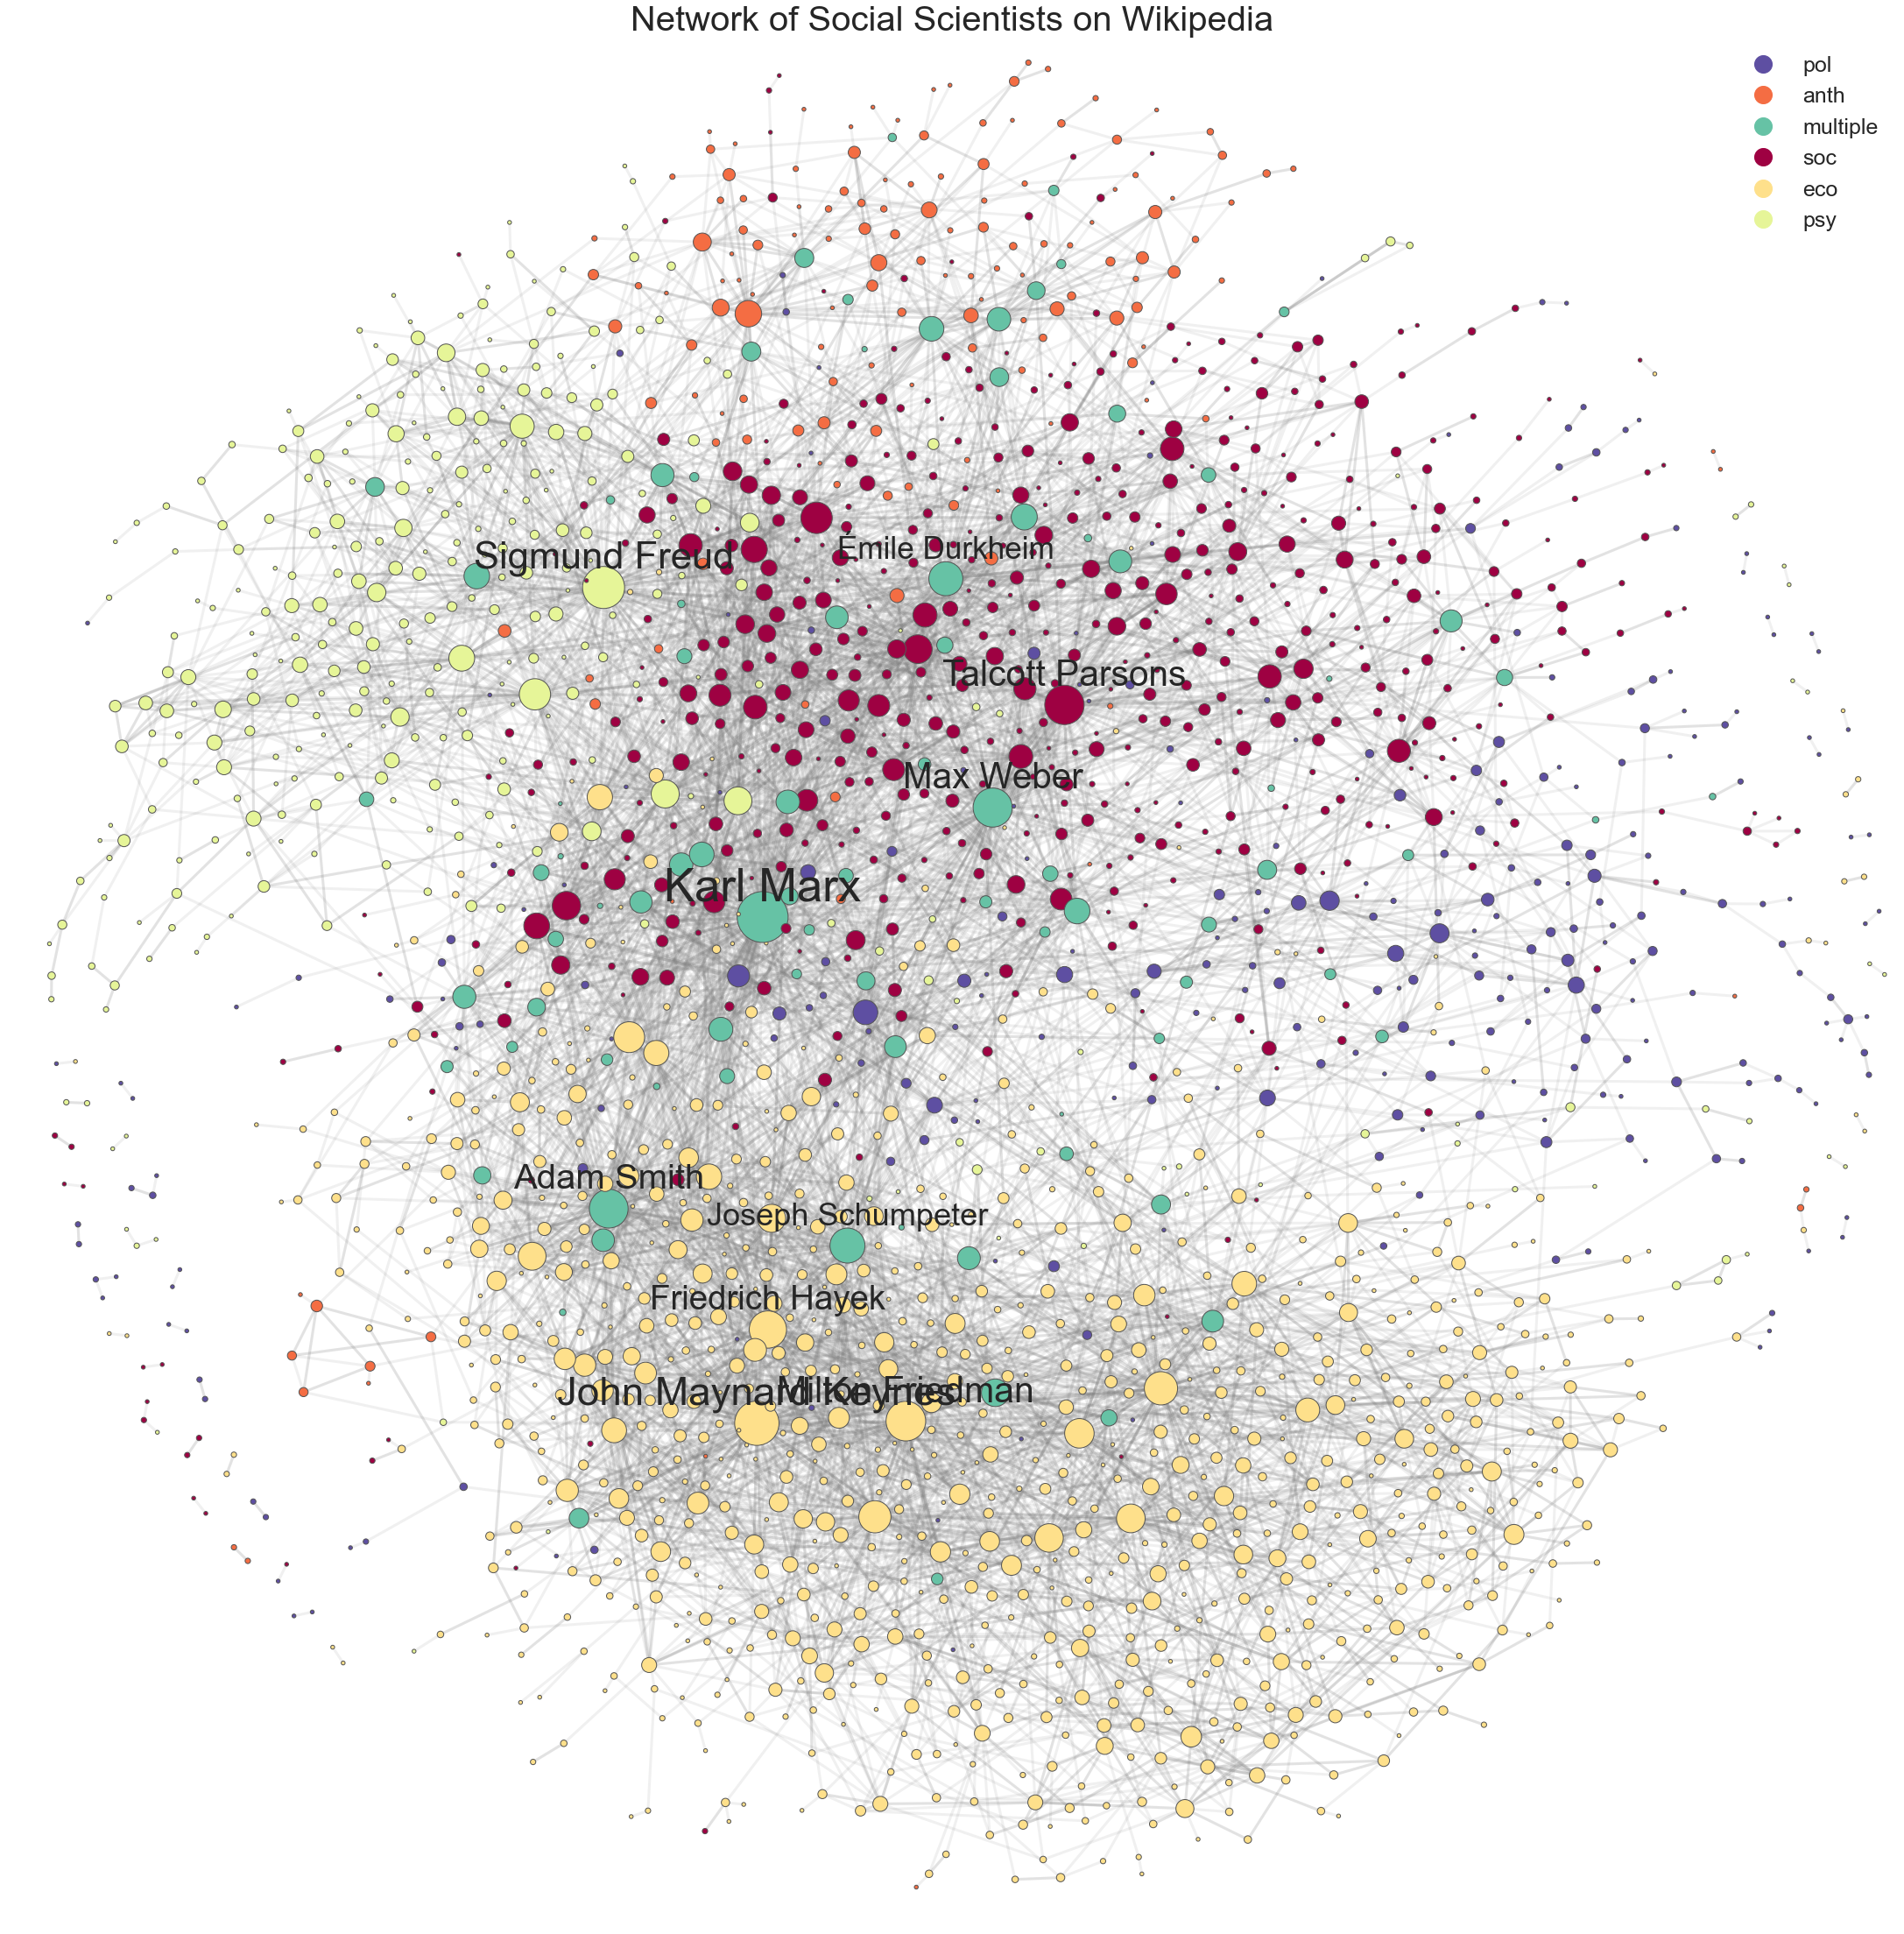 Network of Social Scientists on Wikipedia
pol
anth
multiple
soc
eco
psy
Sigmund Freud
Émile Durkheim
Talcott Parsons
Max Weber
Karl Marx
Adam Smith
Joseph Schumpeter
Friedrich Hayek
John Maynard Keynes
Milton Friedman